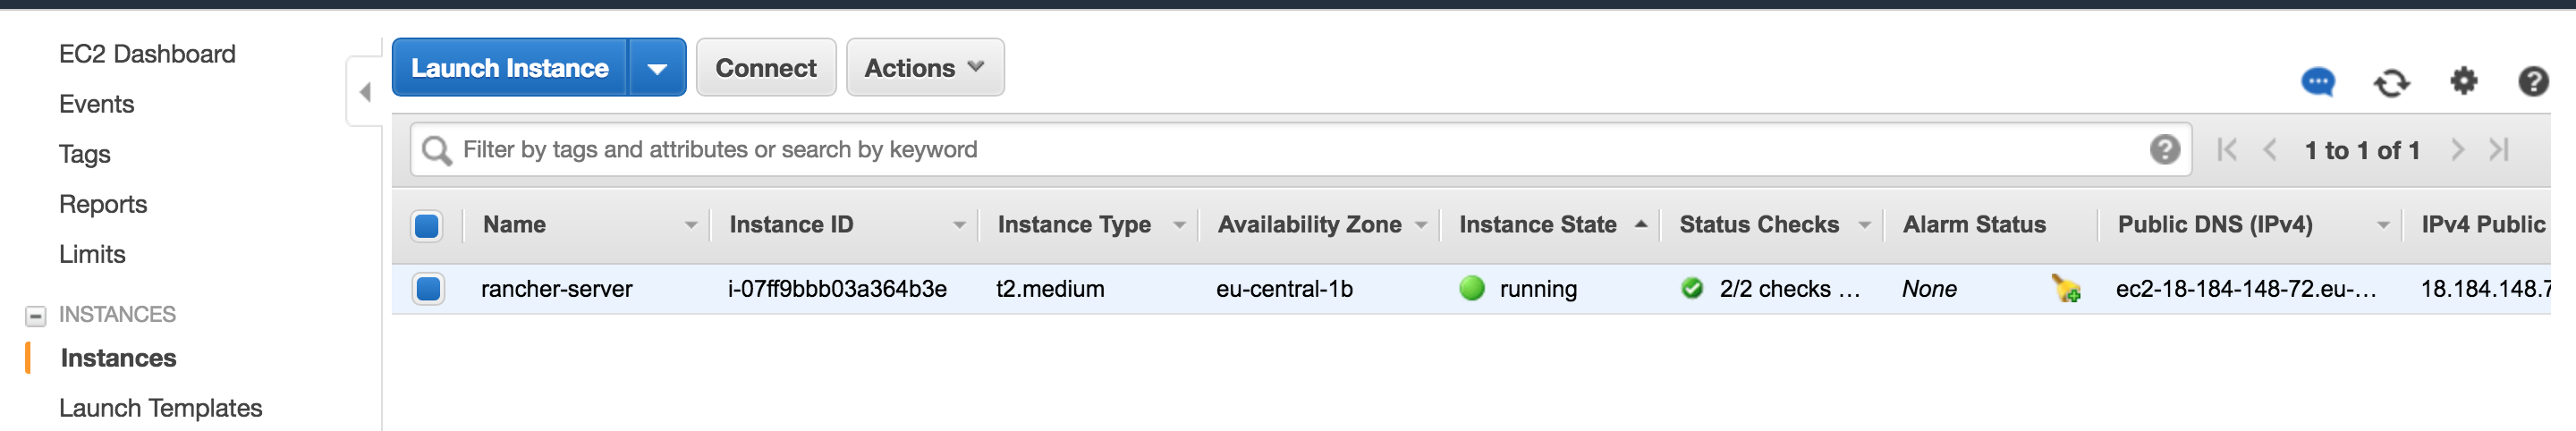 EC2 Dashboard
Events
Tags
Reports
Limits
INSTANCES
Instances
Launch Templates
Launch Instance Connect Actions
Filter by tags and attributes or search by keyword 1 to 1 of 1
Name Instance ID Instance Type Availability Zone Instance State Status Checks Alarm Status Public DNS (IPv4) IPv4 Public
rancher-server i-07ff9bbb03a364b3e t2.medium eu-central-1b running 2/2 checks … None ec2-18-184-148-72.eu-… 18.184.148.7